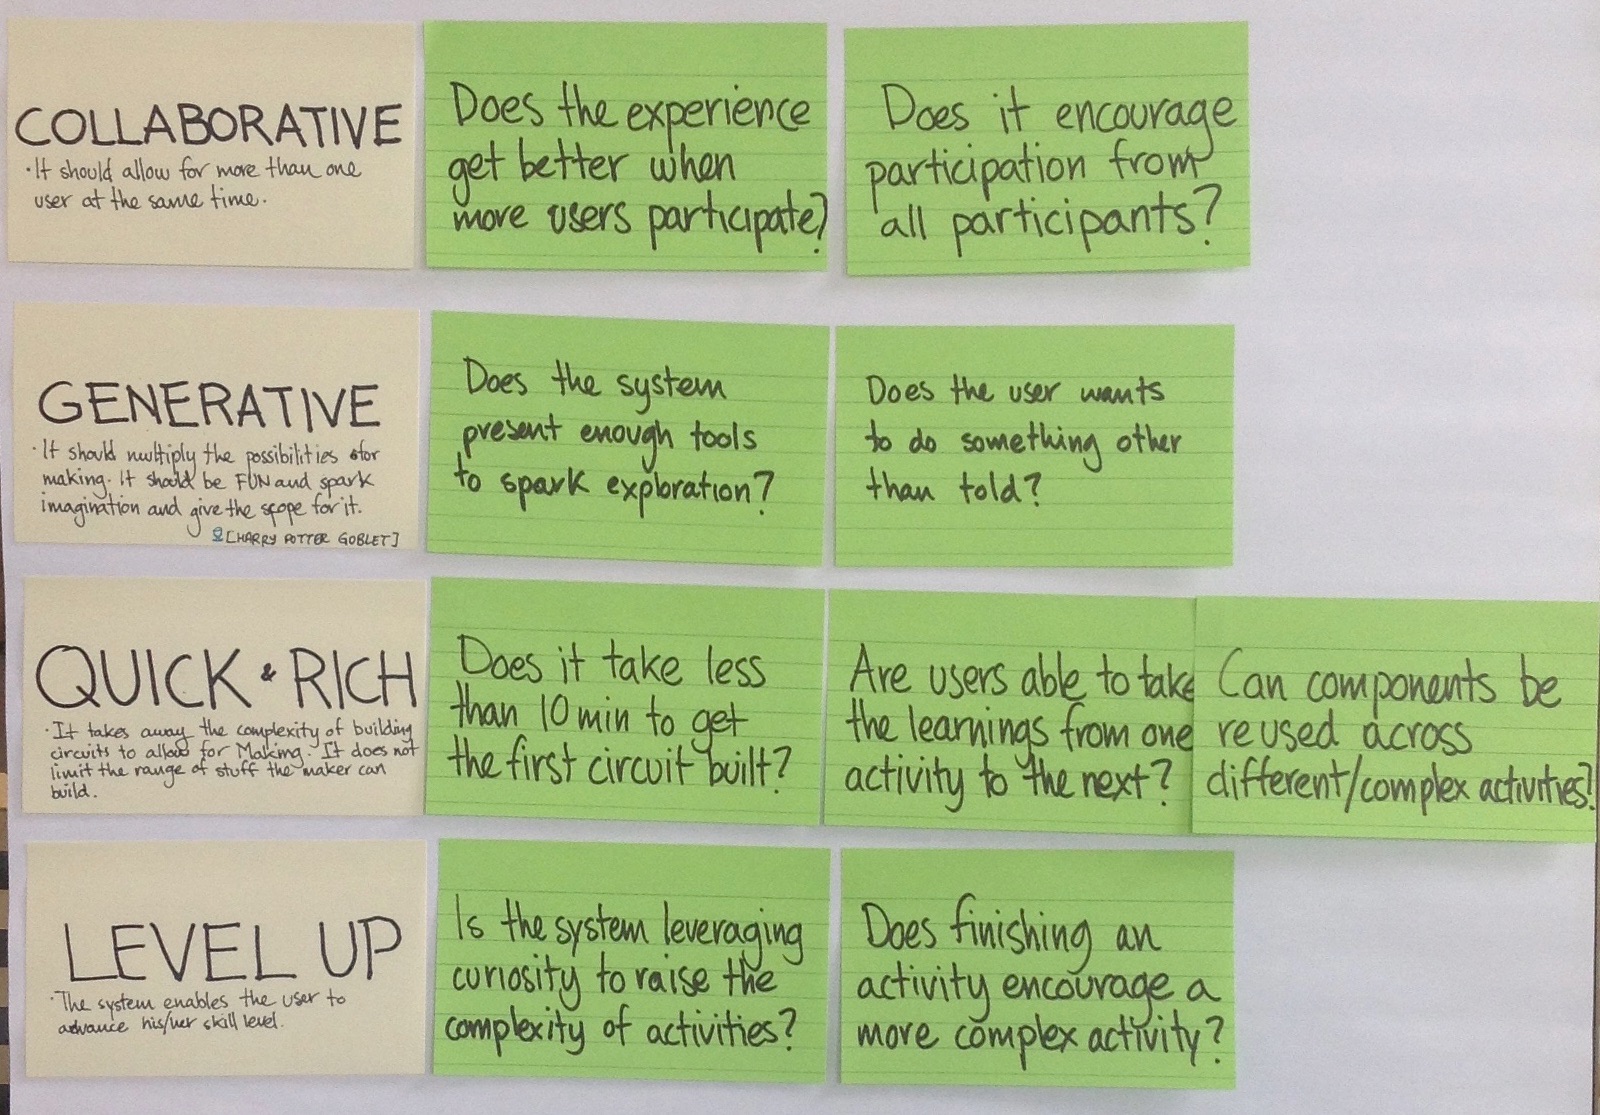 COLLABORATIVE
· It should allow for more than one
user at the same time.
Does the experience
get better when
more users participate?
Does it encourage
participation from
all participants?
GENERATIVE
· It should multiply the possibilities for
making. It should be FUN and spark
imagination and give the scope for it.
[HARRY POTTER GOBLET]
Does the system
present enough tools
to spark exploration?
Does the user wants
to do something other
than told?
QUICK & RICH
· It takes away the complexity of building
circuits to allow for Making. It does not
limit the range of stuff the maker can
build.
Does it take less
than 10 min to get
the first circuit built?
Are users able to take
the learnings from one
activity to the next?
Can components be
reused across
different/complex activities?
LEVEL UP
· The system enables the user to
advance his/her skill level.
Is the system leveraging
curiosity to raise the
complexity of activities?
Does finishing an
activity encourage a
more complex activity?